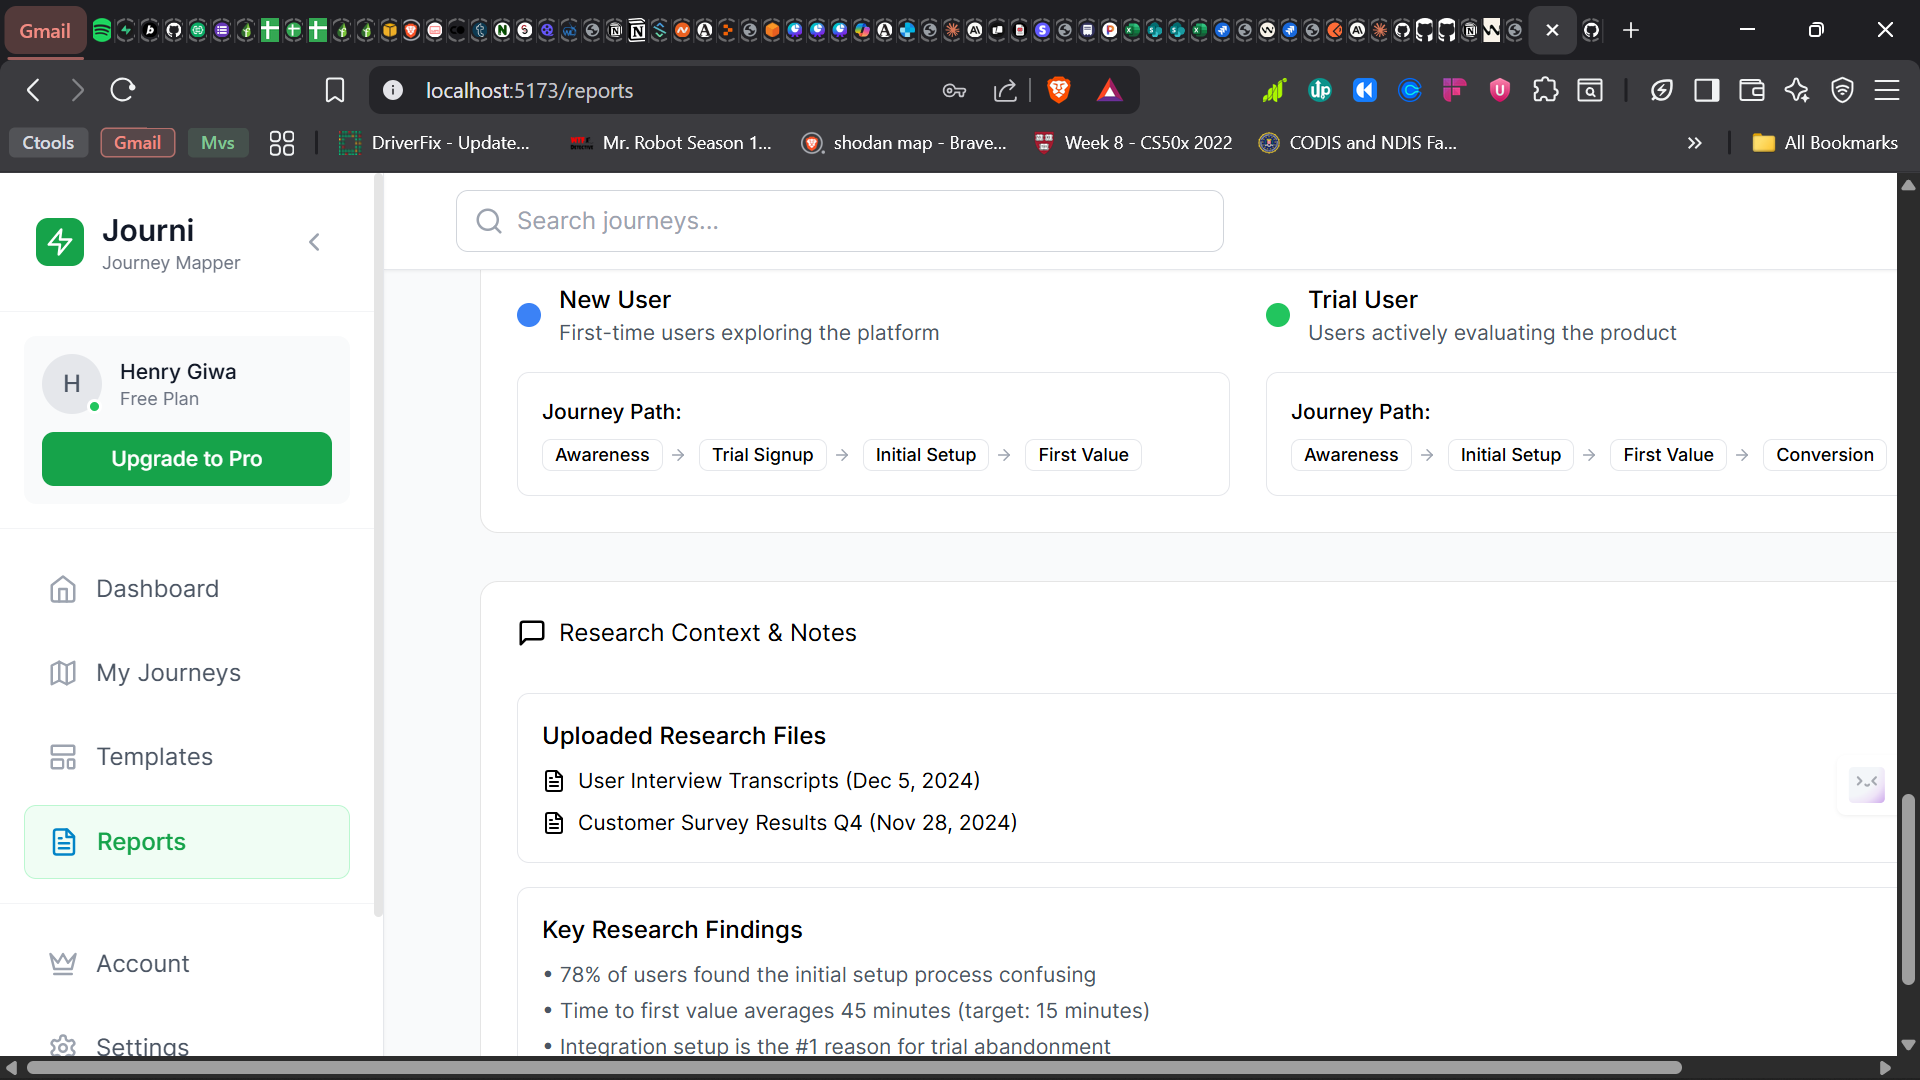 Gmail
localhost:5173/reports
Ctools
Gmail
Mvs
DriverFix - Update...
Mr. Robot Season 1...
shodan map - Brave...
Week 8 - CS50x 2022
CODIS and NDIS Fa...
All Bookmarks
Journi
Journey Mapper
H
Henry Giwa
Free Plan
Upgrade to Pro
Dashboard
My Journeys
Templates
Reports
Account
Settings
Search journeys...
New User
First-time users exploring the platform
Journey Path:
Awareness → Trial Signup → Initial Setup → First Value
Trial User
Users actively evaluating the product
Journey Path:
Awareness → Initial Setup → First Value → Conversion
Research Context & Notes
Uploaded Research Files
User Interview Transcripts (Dec 5, 2024)
Customer Survey Results Q4 (Nov 28, 2024)
Key Research Findings
• 78% of users found the initial setup process confusing
• Time to first value averages 45 minutes (target: 15 minutes)
• Integration setup is the #1 reason for trial abandonment